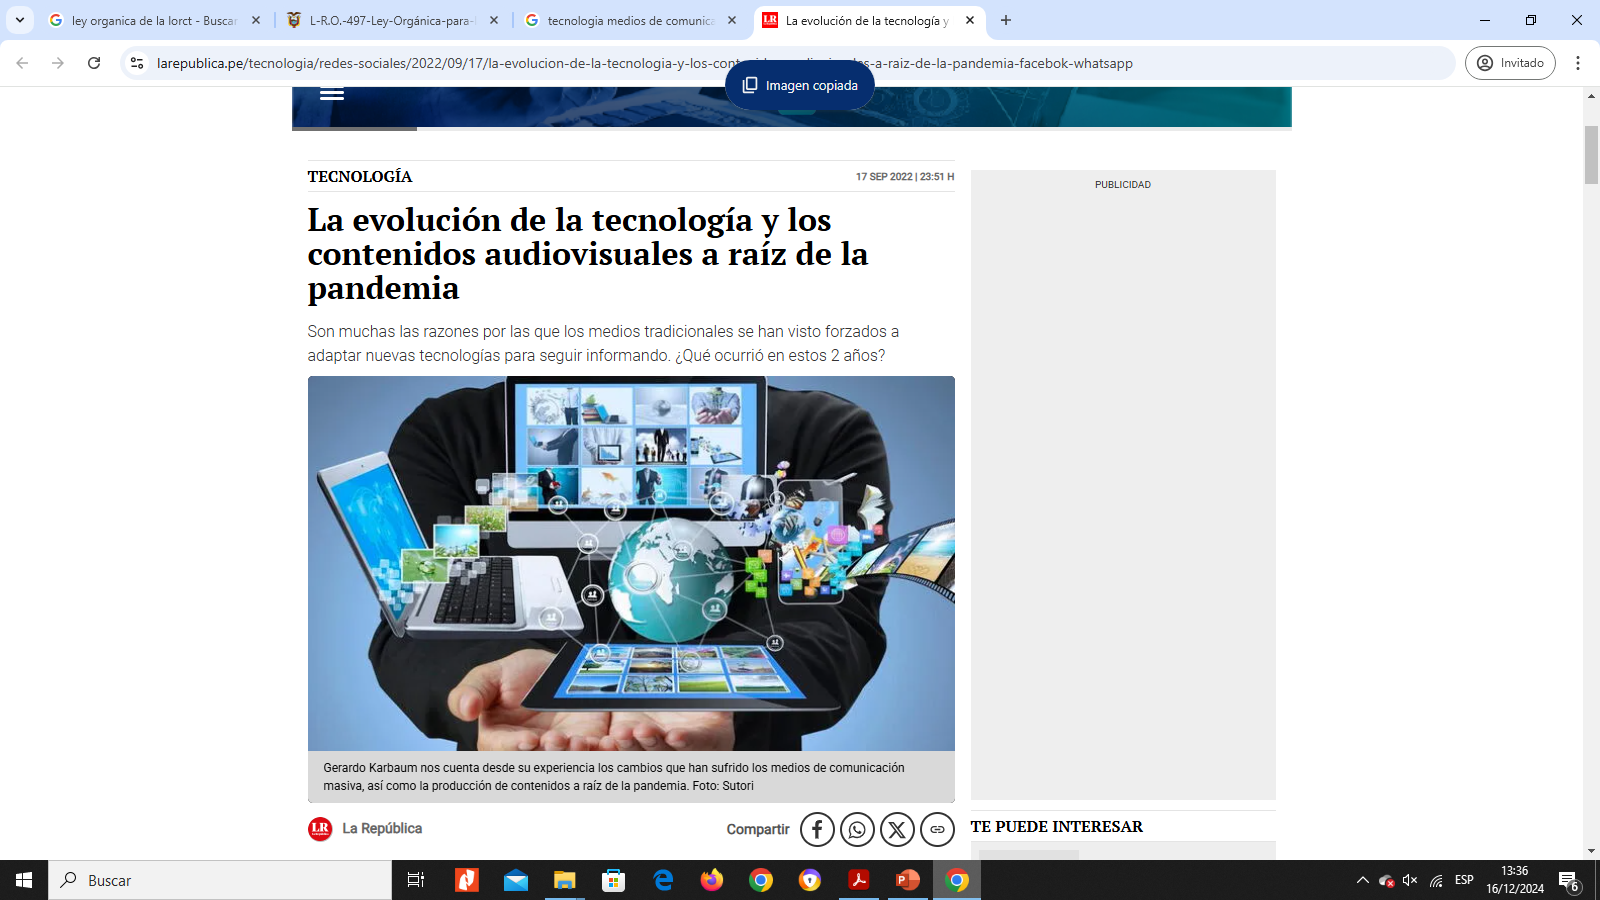 ley organica de la lorct - Buscar
L-R.O.-497-Ley-Orgánica-para-
tecnologia medios de comunica
La evolución de la tecnología y
larepublica.pe/tecnologia/redes-sociales/2022/09/17/la-evolucion-de-la-tecnologia-y-los-cont
s-a-raiz-de-la-pandemia-facebok-whatsapp
Invitado
Imagen copiada
TECNOLOGÍA
17 SEP 2022 | 23:51 H
La evolución de la tecnología y los
contenidos audiovisuales a raíz de la
pandemia
Son muchas las razones por las que los medios tradicionales se han visto forzados a
adaptar nuevas tecnologías para seguir informando. ¿Qué ocurrió en estos 2 años?
PUBLICIDAD
Gerardo Karbaum nos cuenta desde su experiencia los cambios que han sufrido los medios de comunicación
masiva, así como la producción de contenidos a raíz de la pandemia. Foto: Sutori
LR La República
Compartir
TE PUEDE INTERESAR
Buscar
ESP
13:36
16/12/2024
6